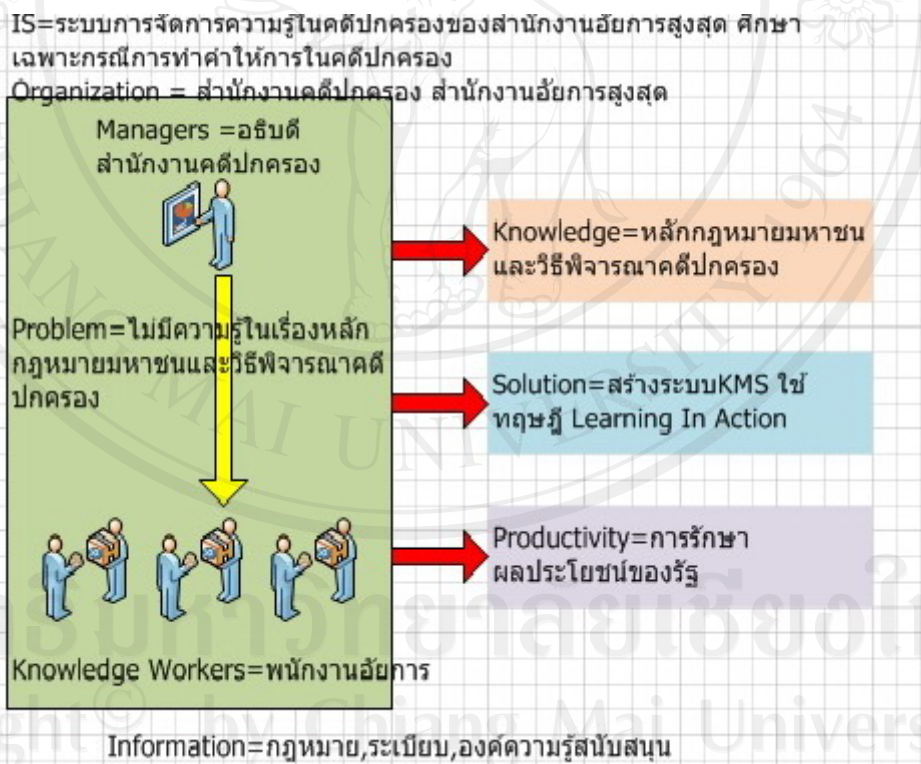 IS=ระบบการจัดการความรู้ในคดีปกครองของสำนักงานอัยการสูงสุด ศึกษา
เฉพาะกรณีการทำคำให้การในคดีปกครอง
Organization = สำนักงานคดีปกครอง สำนักงานอัยการสูงสุด
Managers =อธิบดี
สำนักงานคดีปกครอง
Knowledge=หลักกฎหมายมหาชน
และวิธีพิจารณาคดีปกครอง
Problem=ไม่มีความรู้ในเรื่องหลัก
กฎหมายมหาชนและวิธีพิจารณาคดี
ปกครอง
Solution=สร้างระบบKMS ใช้
ทฤษฎี Learning In Action
Productivity=การรักษา
ผลประโยชน์ของรัฐ
Knowledge Workers=พนักงานอัยการ
Information=กฎหมาย,ระเบียบ,องค์ความรู้สนับสนุน
by Chiang Mai Univers